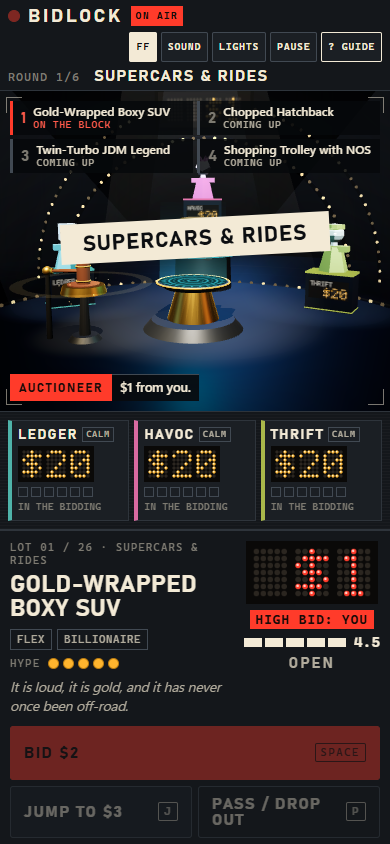 BIDLOCK ON AIR
FF SOUND LIGHTS PAUSE ? GUIDE
ROUND 1/6 SUPERCARS & RIDES
1 Gold-Wrapped Boxy SUV
ON THE BLOCK
2 Chopped Hatchback
COMING UP
3 Twin-Turbo JDM Legend
COMING UP
4 Shopping Trolley with NOS
COMING UP
HAVOC
$20
SUPERCARS & RIDES
THRIFT
$20
AUCTIONEER $1 from you.
LEDGER CALM
$20
IN THE BIDDING
HAVOC CALM
$20
IN THE BIDDING
THRIFT CALM
$20
IN THE BIDDING
LOT 01 / 26 · SUPERCARS &
RIDES
GOLD-WRAPPED
BOXY SUV
FLEX BILLIONAIRE
HYPE
It is loud, it is gold, and it has never
once been off-road.
$1
HIGH BID: YOU
4.5
OPEN
BID $2 SPACE
JUMP TO $3 J
PASS / DROP
OUT P